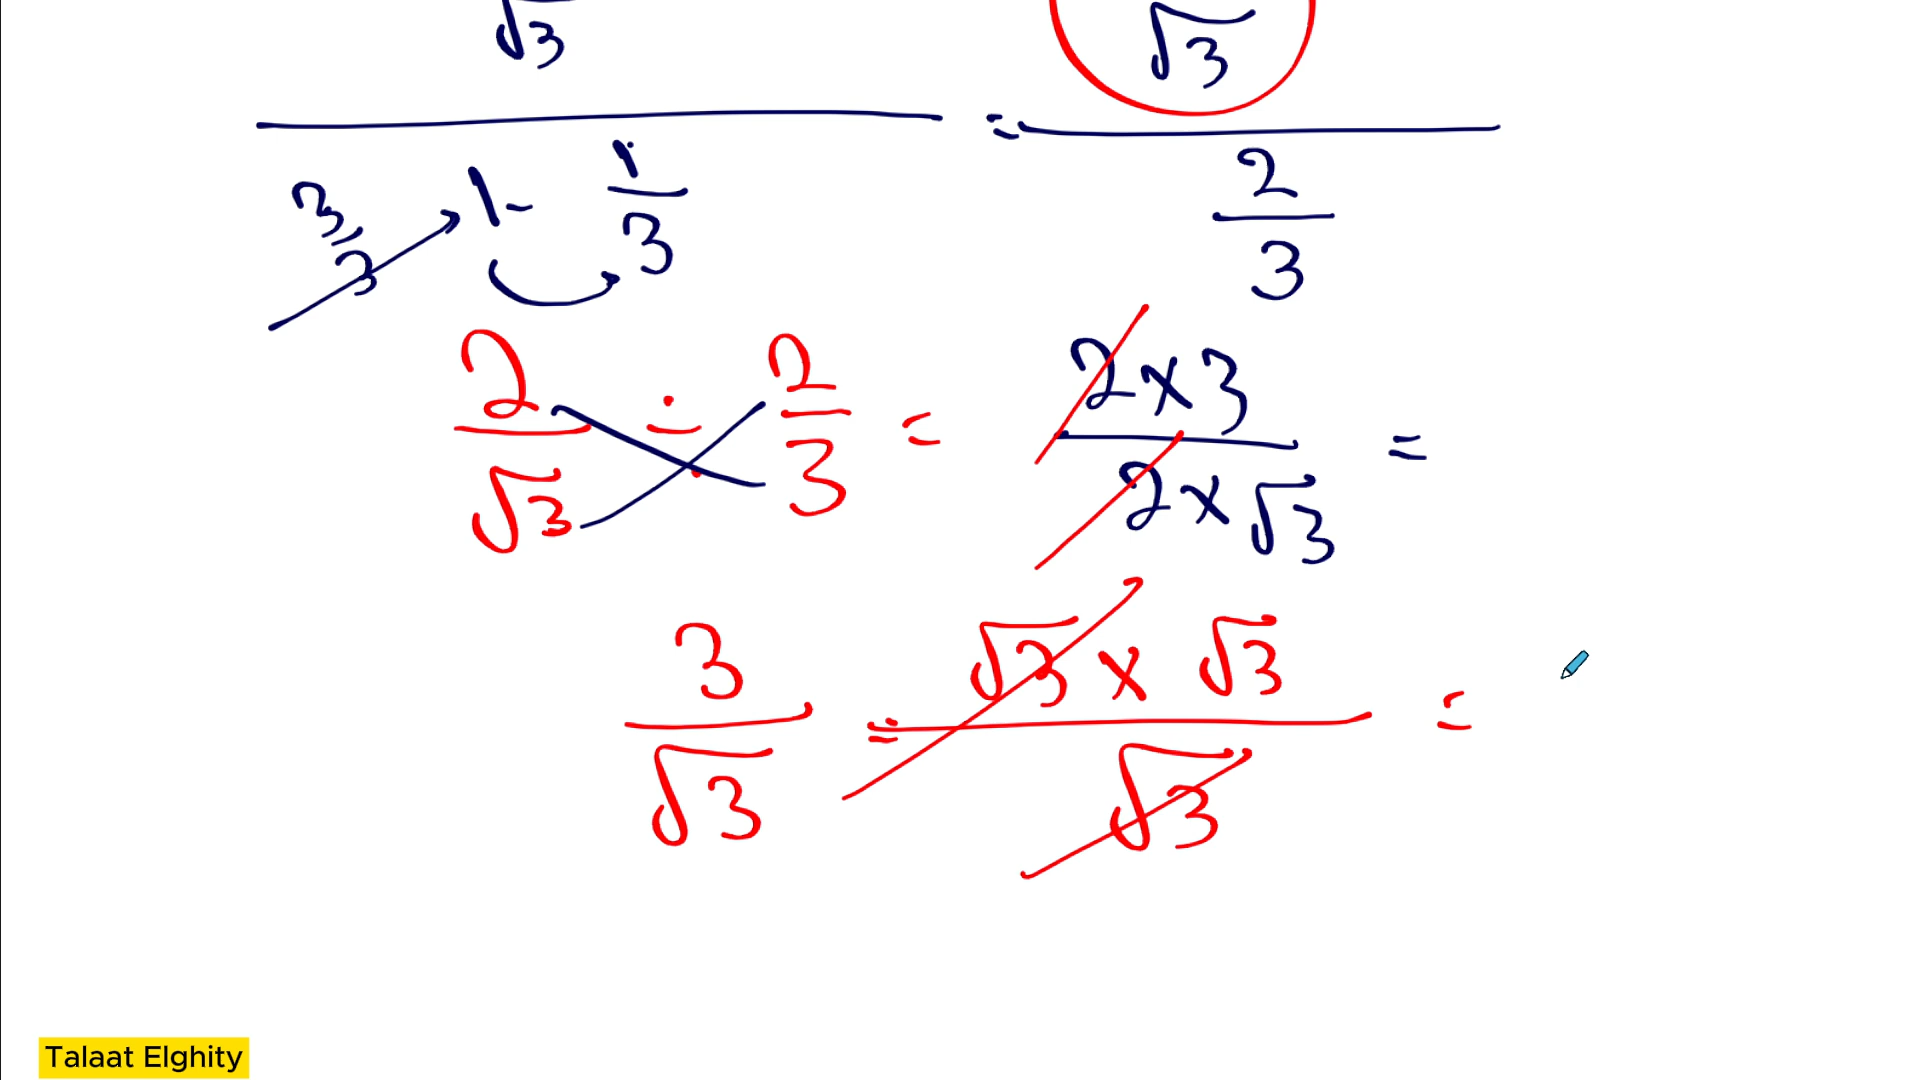 √3 √3
=
3/3 1 - 1/3 2/3
2/√3 ÷ 2/3 = 2×3 / 2×√3 =
3/√3 = √3 × √3 / √3 =
Talaat Elghity